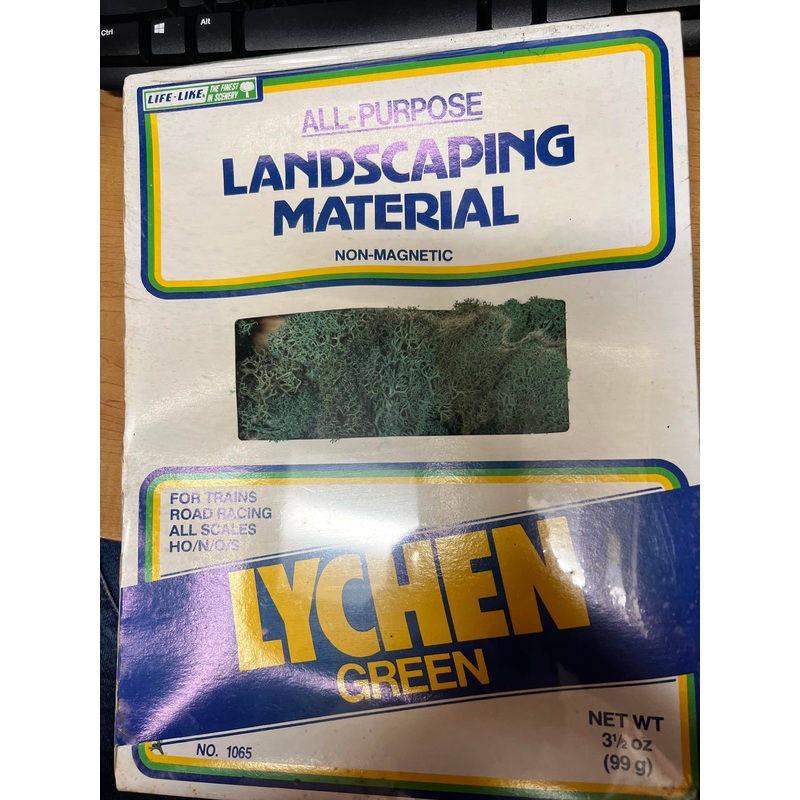 Ctrl
Alt
LIFE-LIKE®
THE FINEST
IN SCENERY
ALL-PURPOSE
LANDSCAPING
MATERIAL
NON-MAGNETIC
FOR TRAINS
ROAD RACING
ALL SCALES
HO/N/O/S
LYCHEN
GREEN
NO. 1065
NET WT
3½ oz
(99 g)